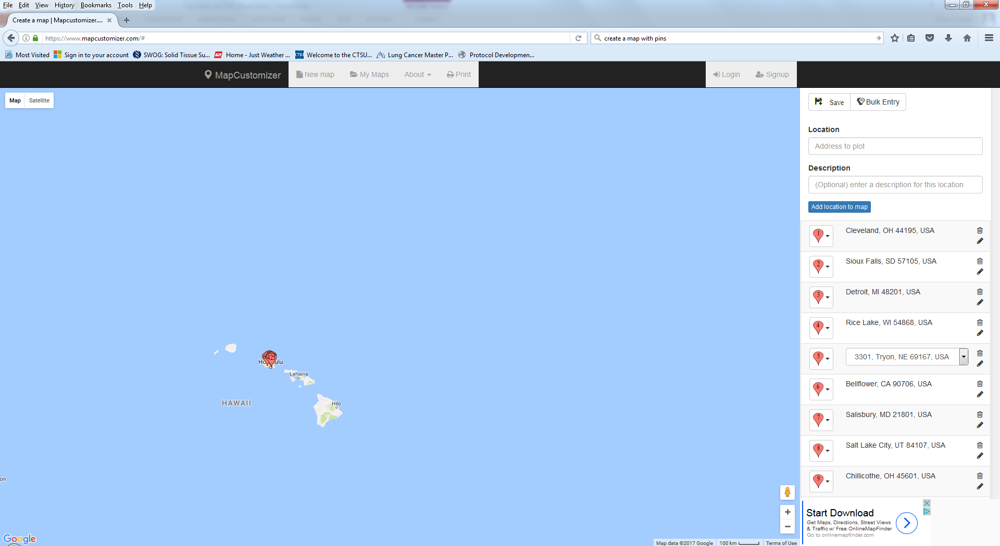 File Edit View History Bookmarks Tools Help
Create a map | Mapcustomizer....
https://www.mapcustomizer.com/#
create a map with pins
Most Visited Sign in to your account SWOG: Solid Tissue Su... Home - Just Weather ... CTSU Welcome to the CTSU... Lung Cancer Master P... Protocol Developmen...
MapCustomizer New map My Maps About Print Login Signup
Map Satellite
Save Bulk Entry
Location
Address to plot
Description
(Optional) enter a description for this location
Add location to map
1 Cleveland, OH 44195, USA
2 Sioux Falls, SD 57105, USA
3 Detroit, MI 48201, USA
4 Rice Lake, WI 54868, USA
5 3301, Tryon, NE 69167, USA
6 Bellflower, CA 90706, USA
7 Salisbury, MD 21801, USA
8 Salt Lake City, UT 84107, USA
9 Chillicothe, OH 45601, USA
425
Lahaina
HAWAII
Hilo
on
Start Download
Get Maps, Directions, Street Views
& Traffic w/ Free OnlineMapFinder
Go to onlinemapfinder.com
Google
Map data ©2017 Google 100 km Terms of Use